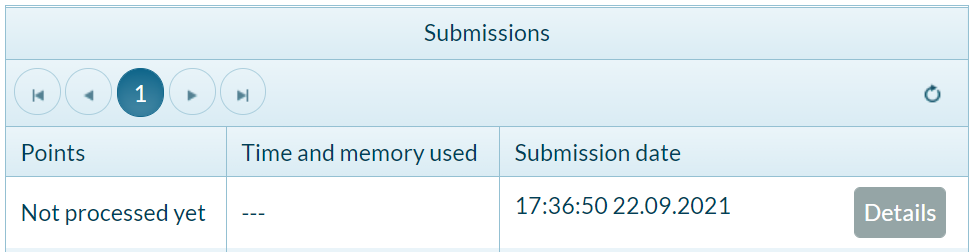 Submissions
1
Points Time and memory used Submission date
Not processed yet --- 17:36:50 22.09.2021 Details